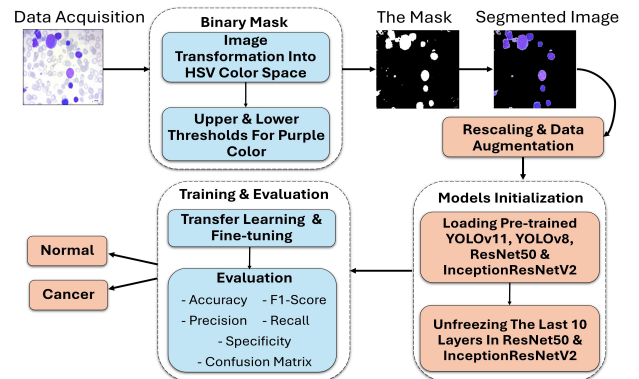 Data Acquisition
Binary Mask
Image
Transformation Into
HSV Color Space
Upper & Lower
Thresholds For Purple
Color
The Mask
Segmented Image
Rescaling & Data
Augmentation
Models Initialization
Loading Pre-trained
YOLOv11, YOLOv8,
ResNet50 &
InceptionResNetV2
Unfreezing The Last 10
Layers In ResNet50 &
InceptionResNetV2
Training & Evaluation
Transfer Learning &
Fine-tuning
Evaluation
- Accuracy - F1-Score
- Precision - Recall
- Specificity
- Confusion Matrix
Normal
Cancer